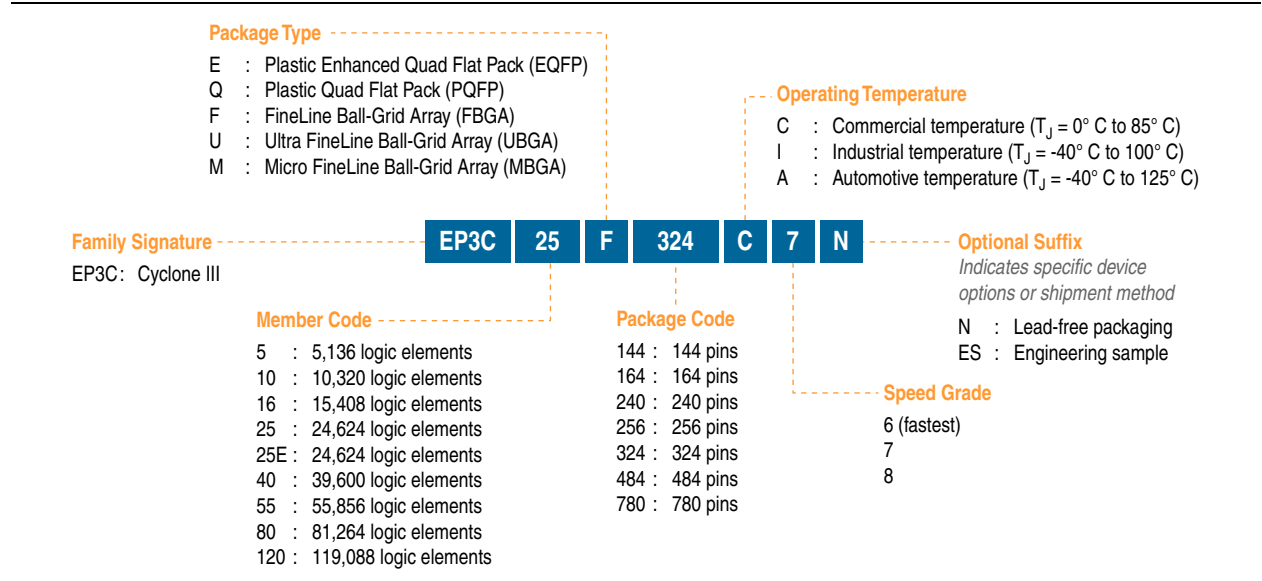 Package Type
E : Plastic Enhanced Quad Flat Pack (EQFP)
Q : Plastic Quad Flat Pack (PQFP)
F : FineLine Ball-Grid Array (FBGA)
U : Ultra FineLine Ball-Grid Array (UBGA)
M : Micro FineLine Ball-Grid Array (MBGA)
Operating Temperature
C : Commercial temperature (TJ = 0° C to 85° C)
I : Industrial temperature (TJ = -40° C to 100° C)
A : Automotive temperature (TJ = -40° C to 125° C)
Family Signature
EP3C : Cyclone III
EP3C 25 F 324 C 7 N
Optional Suffix
Indicates specific device
options or shipment method
N : Lead-free packaging
ES : Engineering sample
Member Code
5 : 5,136 logic elements
10 : 10,320 logic elements
16 : 15,408 logic elements
25 : 24,624 logic elements
25E : 24,624 logic elements
40 : 39,600 logic elements
55 : 55,856 logic elements
80 : 81,264 logic elements
120 : 119,088 logic elements
Package Code
144 : 144 pins
164 : 164 pins
240 : 240 pins
256 : 256 pins
324 : 324 pins
484 : 484 pins
780 : 780 pins
Speed Grade
6 (fastest)
7
8